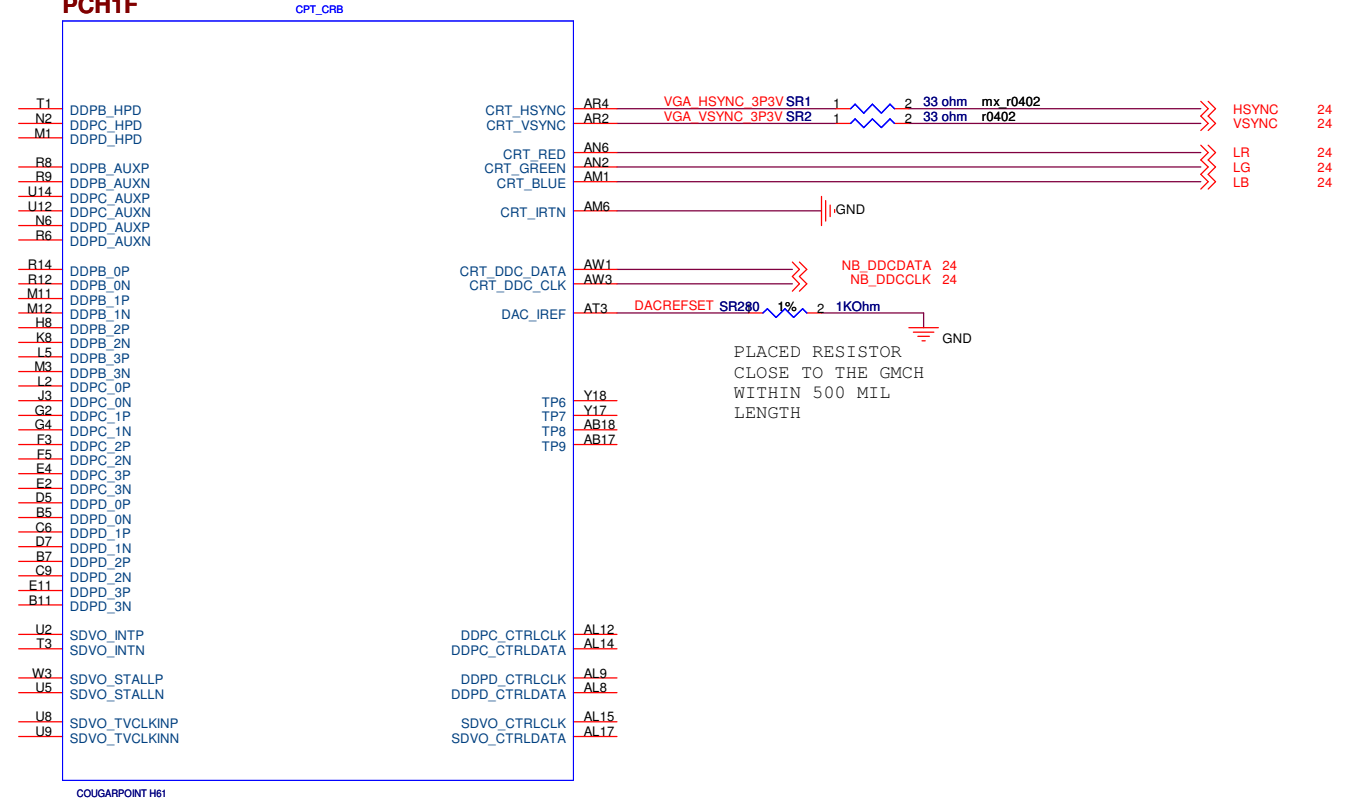 PCH1F
CPT_CRB
T1 DDPB_HPD
N2 DDPC_HPD
M1 DDPD_HPD
R8 DDPB_AUXP
R9 DDPB_AUXN
U14 DDPC_AUXP
U12 DDPC_AUXN
N6 DDPD_AUXP
R6 DDPD_AUXN
R14 DDPB_0P
R12 DDPB_0N
M11 DDPB_1P
M12 DDPB_1N
H8 DDPB_2P
K8 DDPB_2N
L5 DDPB_3P
M3 DDPB_3N
L2 DDPC_0P
J3 DDPC_0N
G2 DDPC_1P
G4 DDPC_1N
F3 DDPC_2P
F5 DDPC_2N
E4 DDPC_3P
E2 DDPC_3N
D5 DDPD_0P
B5 DDPD_0N
C6 DDPD_1P
D7 DDPD_1N
B7 DDPD_2P
C9 DDPD_2N
E11 DDPD_3P
B11 DDPD_3N
U2 SDVO_INTP
T3 SDVO_INTN
W3 SDVO_STALLP
U5 SDVO_STALLN
U8 SDVO_TVCLKINP
U9 SDVO_TVCLKINN
CRT_HSYNC AR4 VGA_HSYNC_3P3V SR1 1 2 33 ohm mx_r0402 HSYNC 24
CRT_VSYNC AR2 VGA_VSYNC_3P3V SR2 1 2 33 ohm r0402 VSYNC 24
CRT_RED AN6 LR 24
CRT_GREEN AN2 LG 24
CRT_BLUE AM1 LB 24
CRT_IRTN AM6 GND
CRT_DDC_DATA AW1 NB_DDCDATA 24
CRT_DDC_CLK AW3 NB_DDCCLK 24
DAC_IREF AT3 DACREFSET 1% 2 1KOhm
GND
PLACED RESISTOR
CLOSE TO THE GMCH
WITHIN 500 MIL
LENGTH
TP6 Y18
TP7 Y17
TP8 AB18
TP9 AB17
DDPC_CTRLCLK AL12
DDPC_CTRLDATA AL14
DDPD_CTRLCLK AL9
DDPD_CTRLDATA AL8
SDVO_CTRLCLK AL15
SDVO_CTRLDATA AL17
COUGARPOINT H61